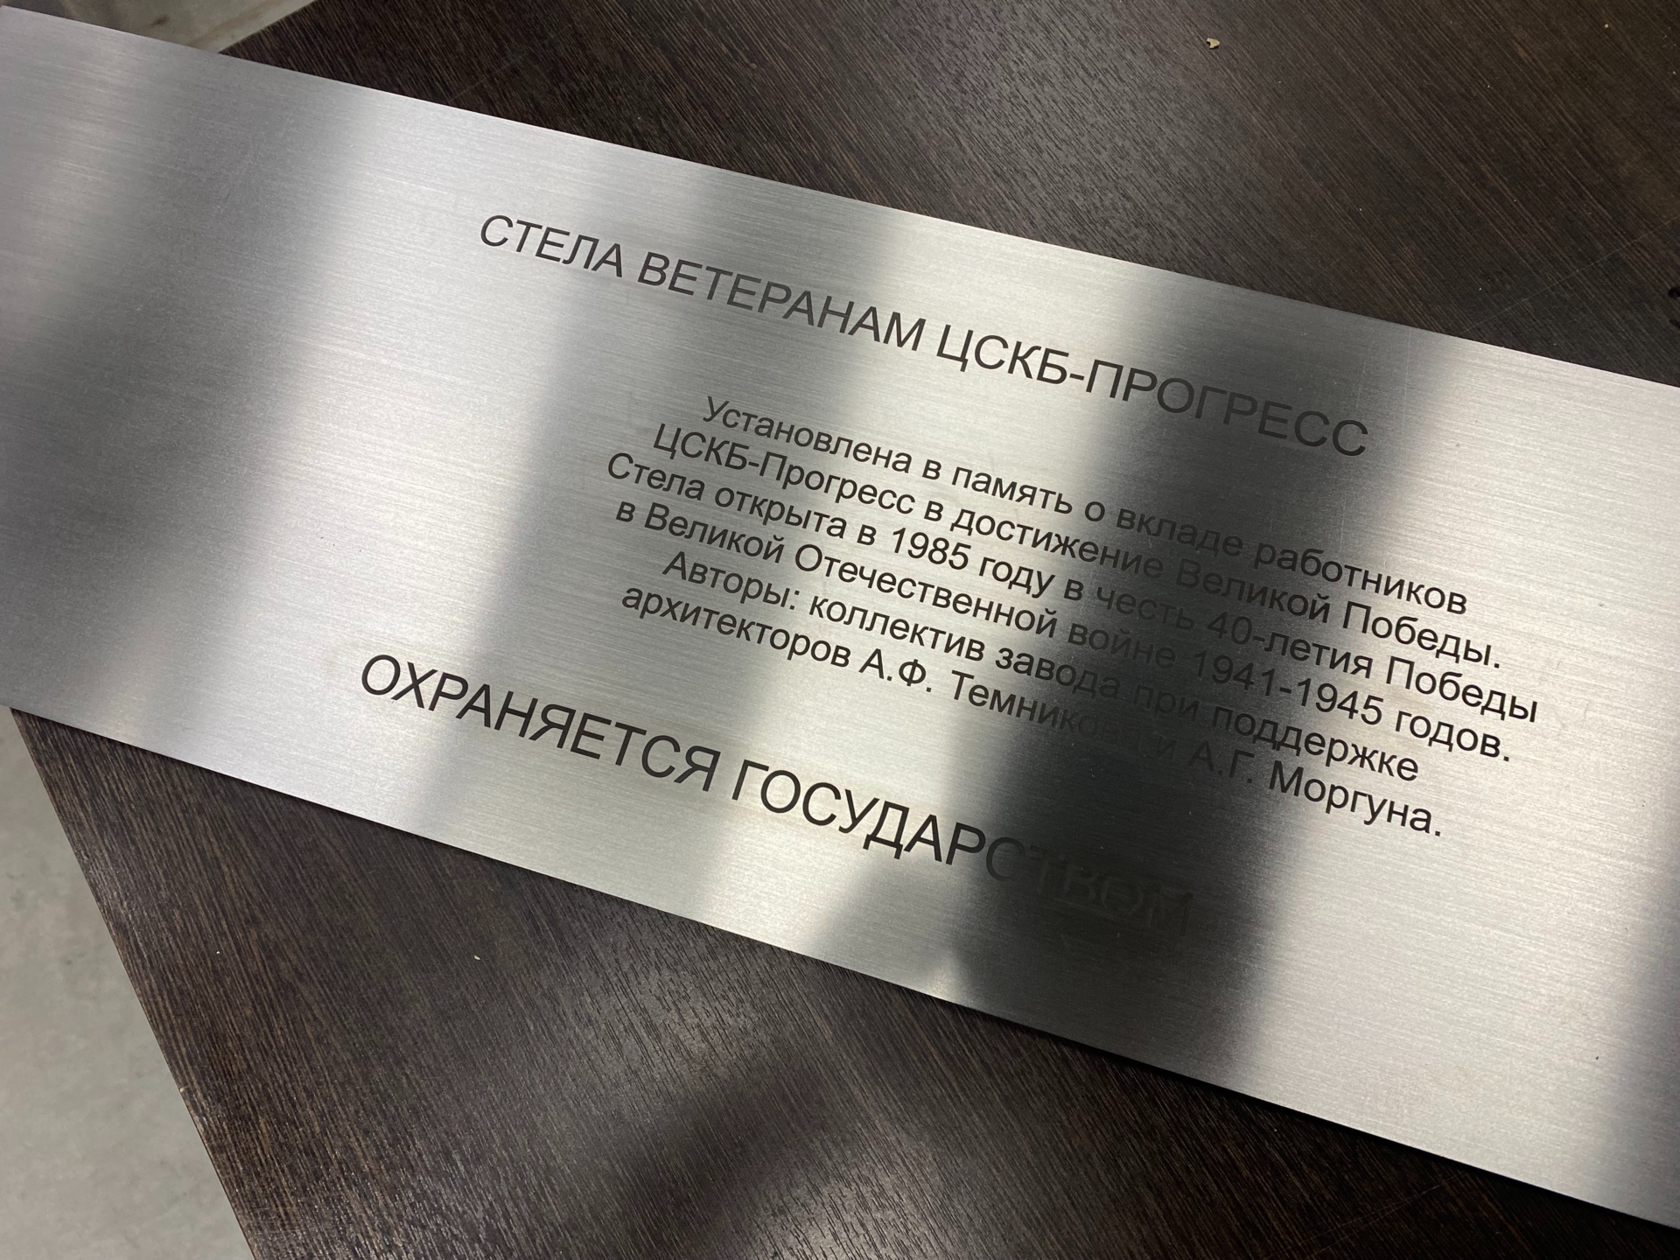 СТЕЛА ВЕТЕРАНАМ ЦСКБ-ПРОГРЕСС
Установлена в память о вкладе работников
ЦСКБ-Прогресс в достижение Великой Победы.
Стела открыта в 1985 году в честь 40-летия Победы
в Великой Отечественной войне 1941-1945 годов.
Авторы: коллектив завода при поддержке
архитекторов А.Ф. Темникова и А.Г. Моргуна.
ОХРАНЯЕТСЯ ГОСУДАРСТВОМ